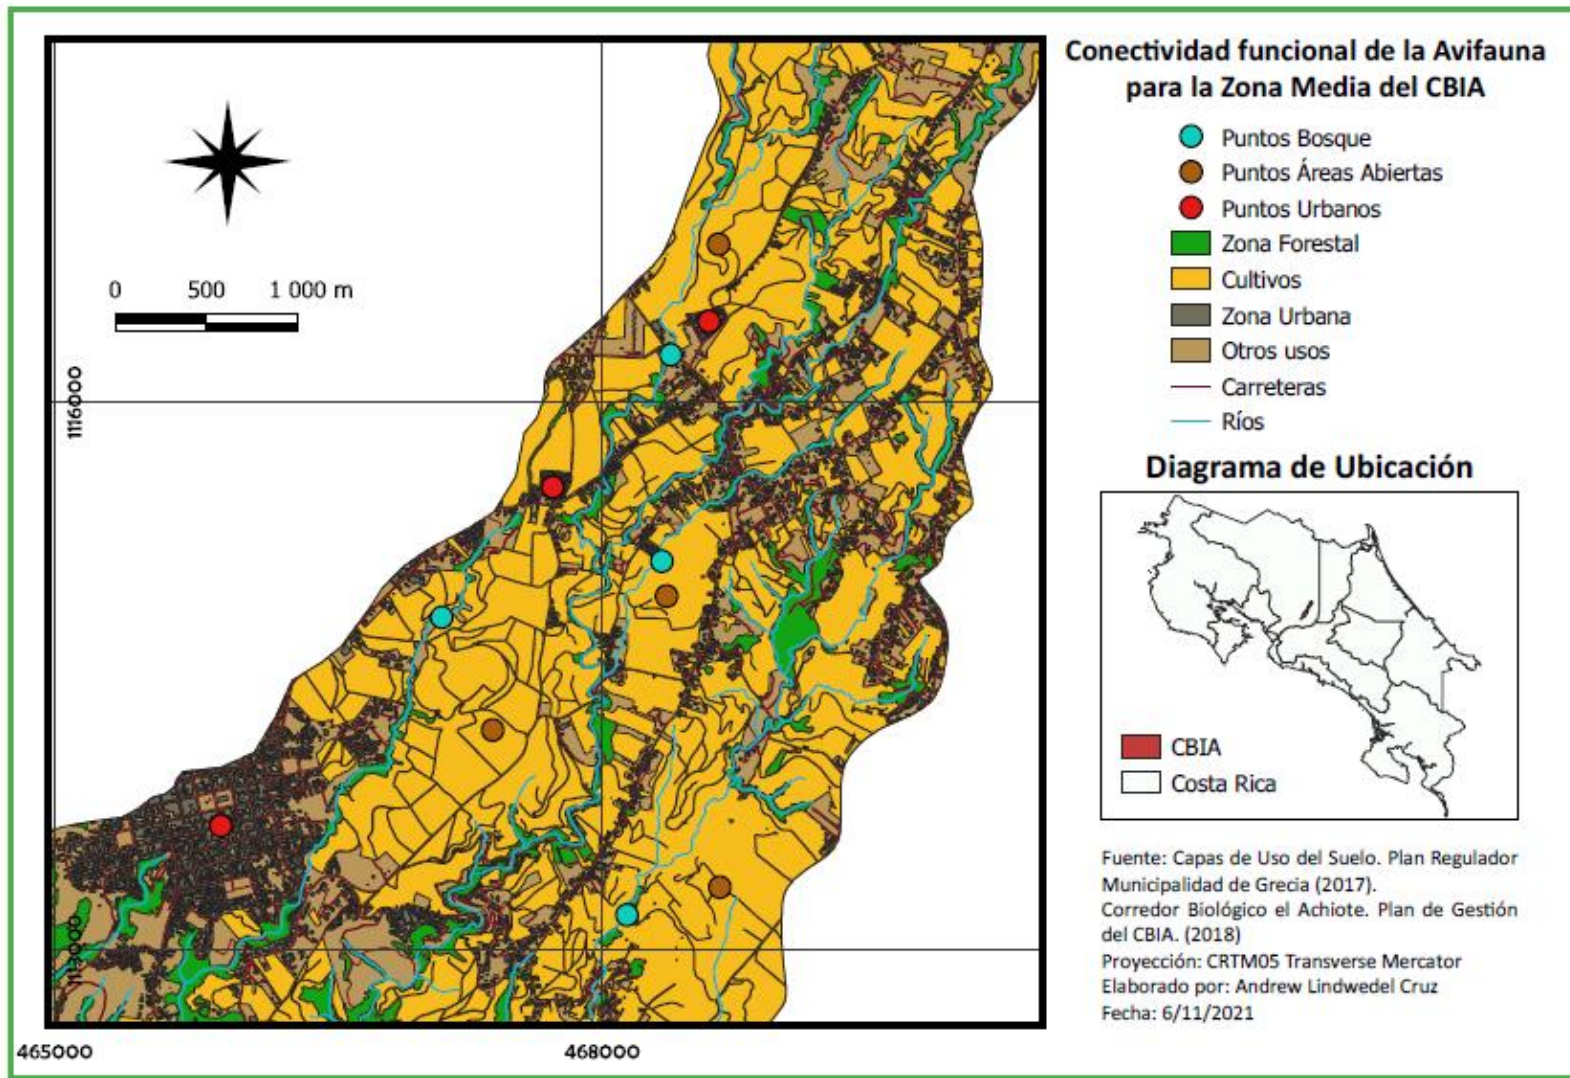 Conectividad funcional de la Avifauna
para la Zona Media del CBIA
Puntos Bosque
Puntos Áreas Abiertas
Puntos Urbanos
Zona Forestal
Cultivos
Zona Urbana
Otros usos
Carreteras
Ríos
0 500 1 000 m
1116000
1113000
465000 468000
Diagrama de Ubicación
CBIA
Costa Rica
Fuente: Capas de Uso del Suelo. Plan Regulador
Municipalidad de Grecia (2017).
Corredor Biológico el Achiote. Plan de Gestión
del CBIA. (2018)
Proyección: CRTM05 Transverse Mercator
Elaborado por: Andrew Lindwedel Cruz
Fecha: 6/11/2021